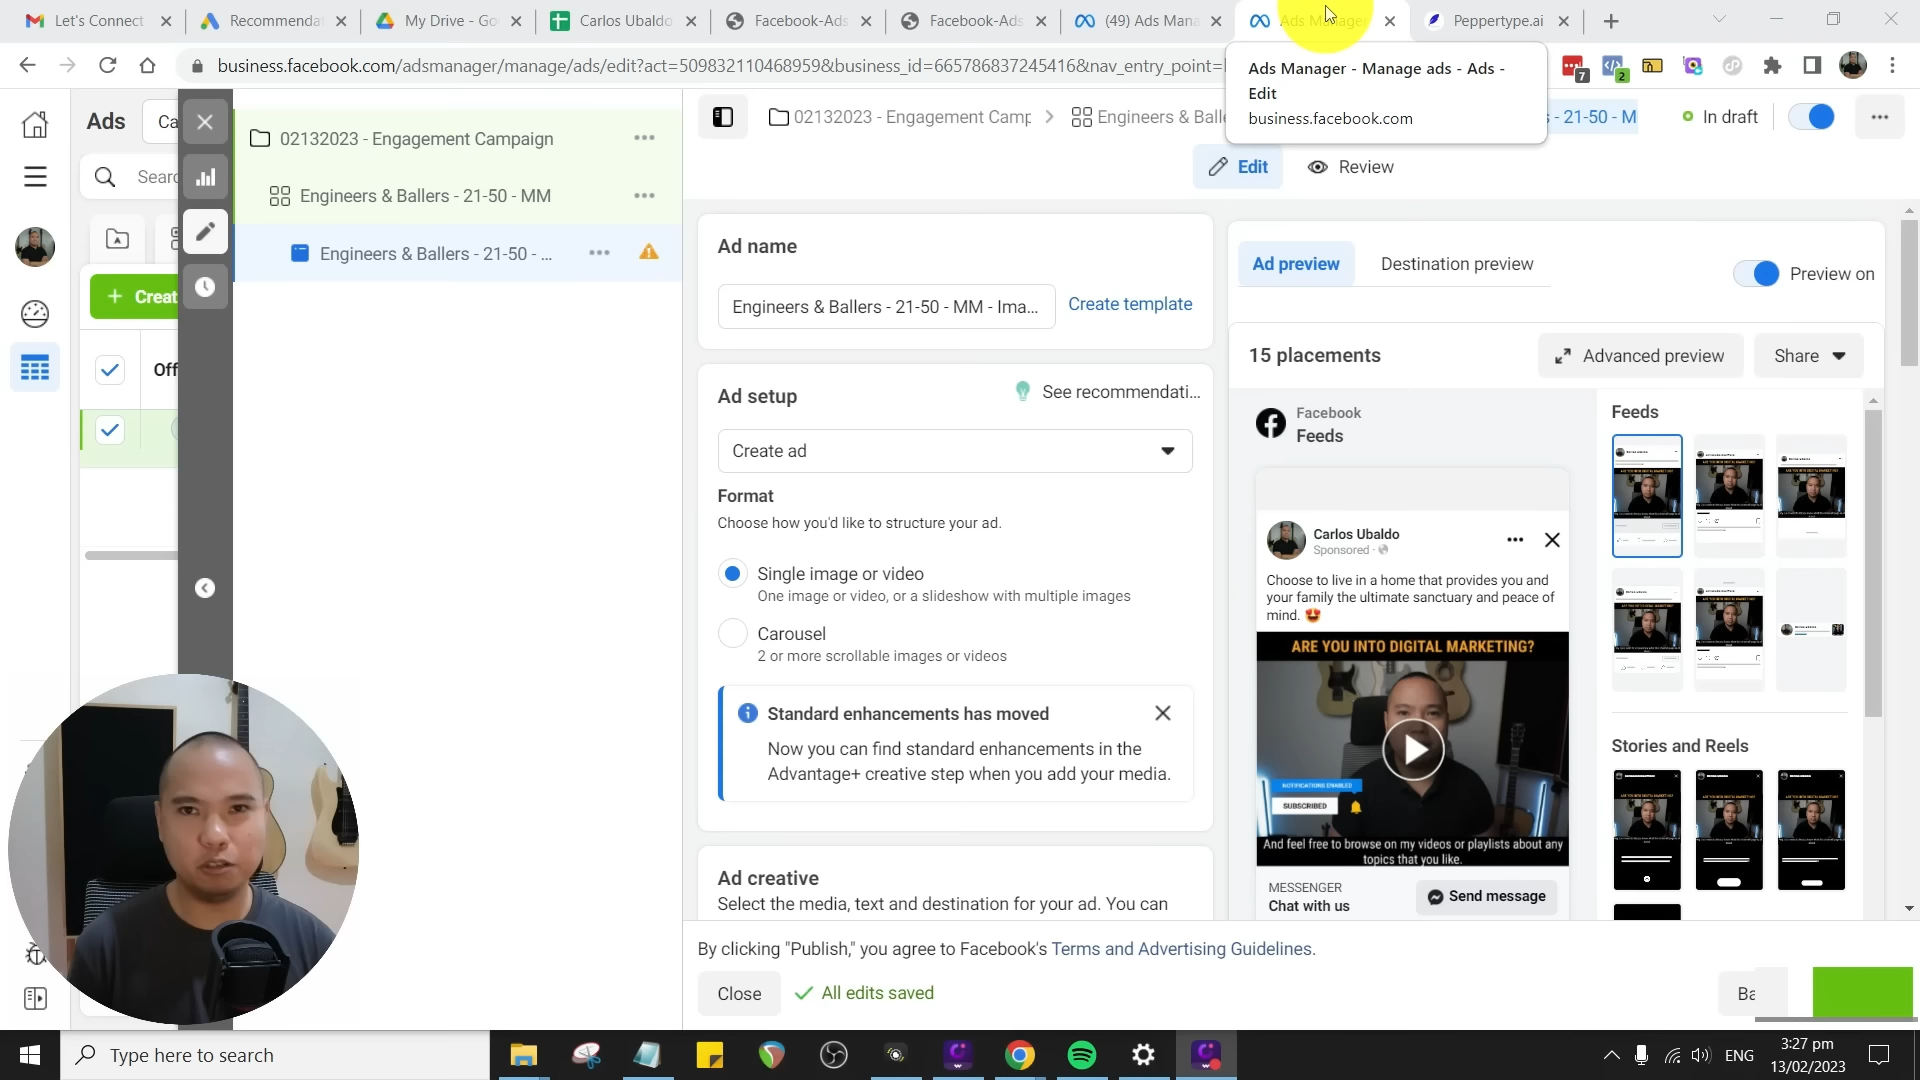 Let's Connect
Recommenda
My Drive - Go
Carlos Ubaldo
Facebook-Ads
Facebook-Ads
(49) Ads Mana
Ads Manager
Peppertype.ai
business.facebook.com/adsmanager/manage/ads/edit?act=509832110468959&business_id=665786837245416&nav_entry_point=
7
2
Ads Manager - Manage ads - Ads -
Edit
business.facebook.com
Ads
Ca
02132023 - Engagement Campaign
02132023 - Engagement Camp
Engineers & Balle
- 21-50 - M
In draft
Edit
Review
Searc
Engineers & Ballers - 21-50 - MM
Engineers & Ballers - 21-50 - ...
Creat
Off
Ad name
Engineers & Ballers - 21-50 - MM - Ima...
Create template
Ad setup
See recommendati...
Create ad
Format
Choose how you'd like to structure your ad.
Single image or video
One image or video, or a slideshow with multiple images
Carousel
2 or more scrollable images or videos
Standard enhancements has moved
Now you can find standard enhancements in the
Advantage+ creative step when you add your media.
Ad creative
Select the media, text and destination for your ad. You can
Ad preview
Destination preview
Preview on
15 placements
Advanced preview
Share
Facebook
Feeds
Carlos Ubaldo
Sponsored ·
Choose to live in a home that provides you and
your family the ultimate sanctuary and peace of
mind. 😍
ARE YOU INTO DIGITAL MARKETING?
NOTIFICATIONS ENABLED
SUBSCRIBED
And feel free to browse on my videos or playlists about any
topics that you like.
MESSENGER
Chat with us
Send message
Feeds
Stories and Reels
By clicking "Publish," you agree to Facebook's Terms and Advertising Guidelines.
Close
All edits saved
Ba
Type here to search
ENG
3:27 pm
13/02/2023